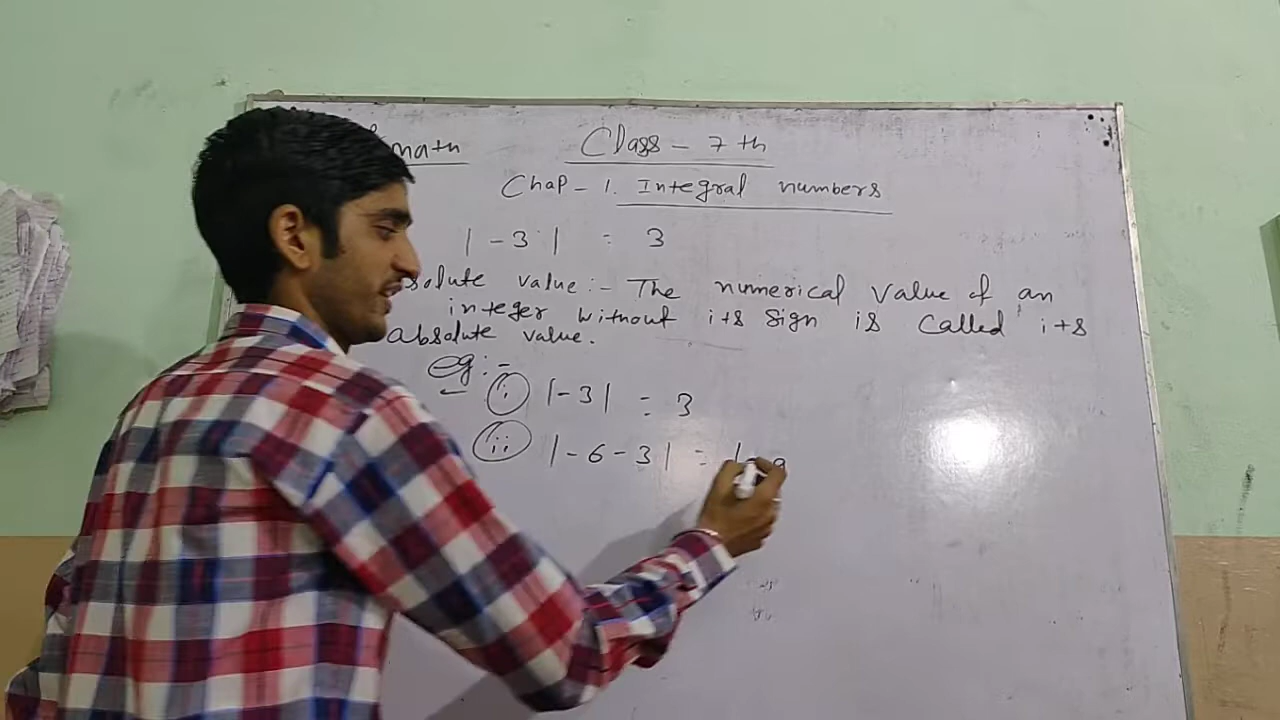 math Class - 7th
Chap - 1. Integral numbers
|-3| = 3
solute value :- The numerical Value of an
integer without its Sign is called its
absolute value.
eg :-
(i) |-3| = 3
(ii) |-6-3| = |-9